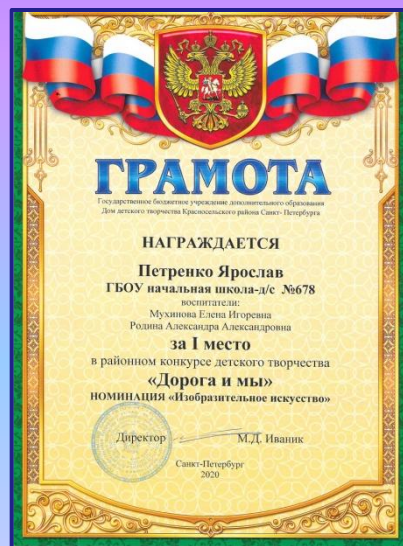 ГРАМОТА
Государственное бюджетное учреждение дополнительного образования
Дом детского творчества Красносельского района Санкт- Петербурга
НАГРАЖДАЕТСЯ
Петренко Ярослав
ГБОУ начальная школа-д/с №678
воспитатели:
Мухинова Елена Игоревна
Родина Александра Александровна
за I место
в районном конкурсе детского творчества
«Дорога и мы»
НОМИНАЦИЯ «Изобразительное искусство»
Директор М.Д. Иваник
Санкт-Петербург
2020